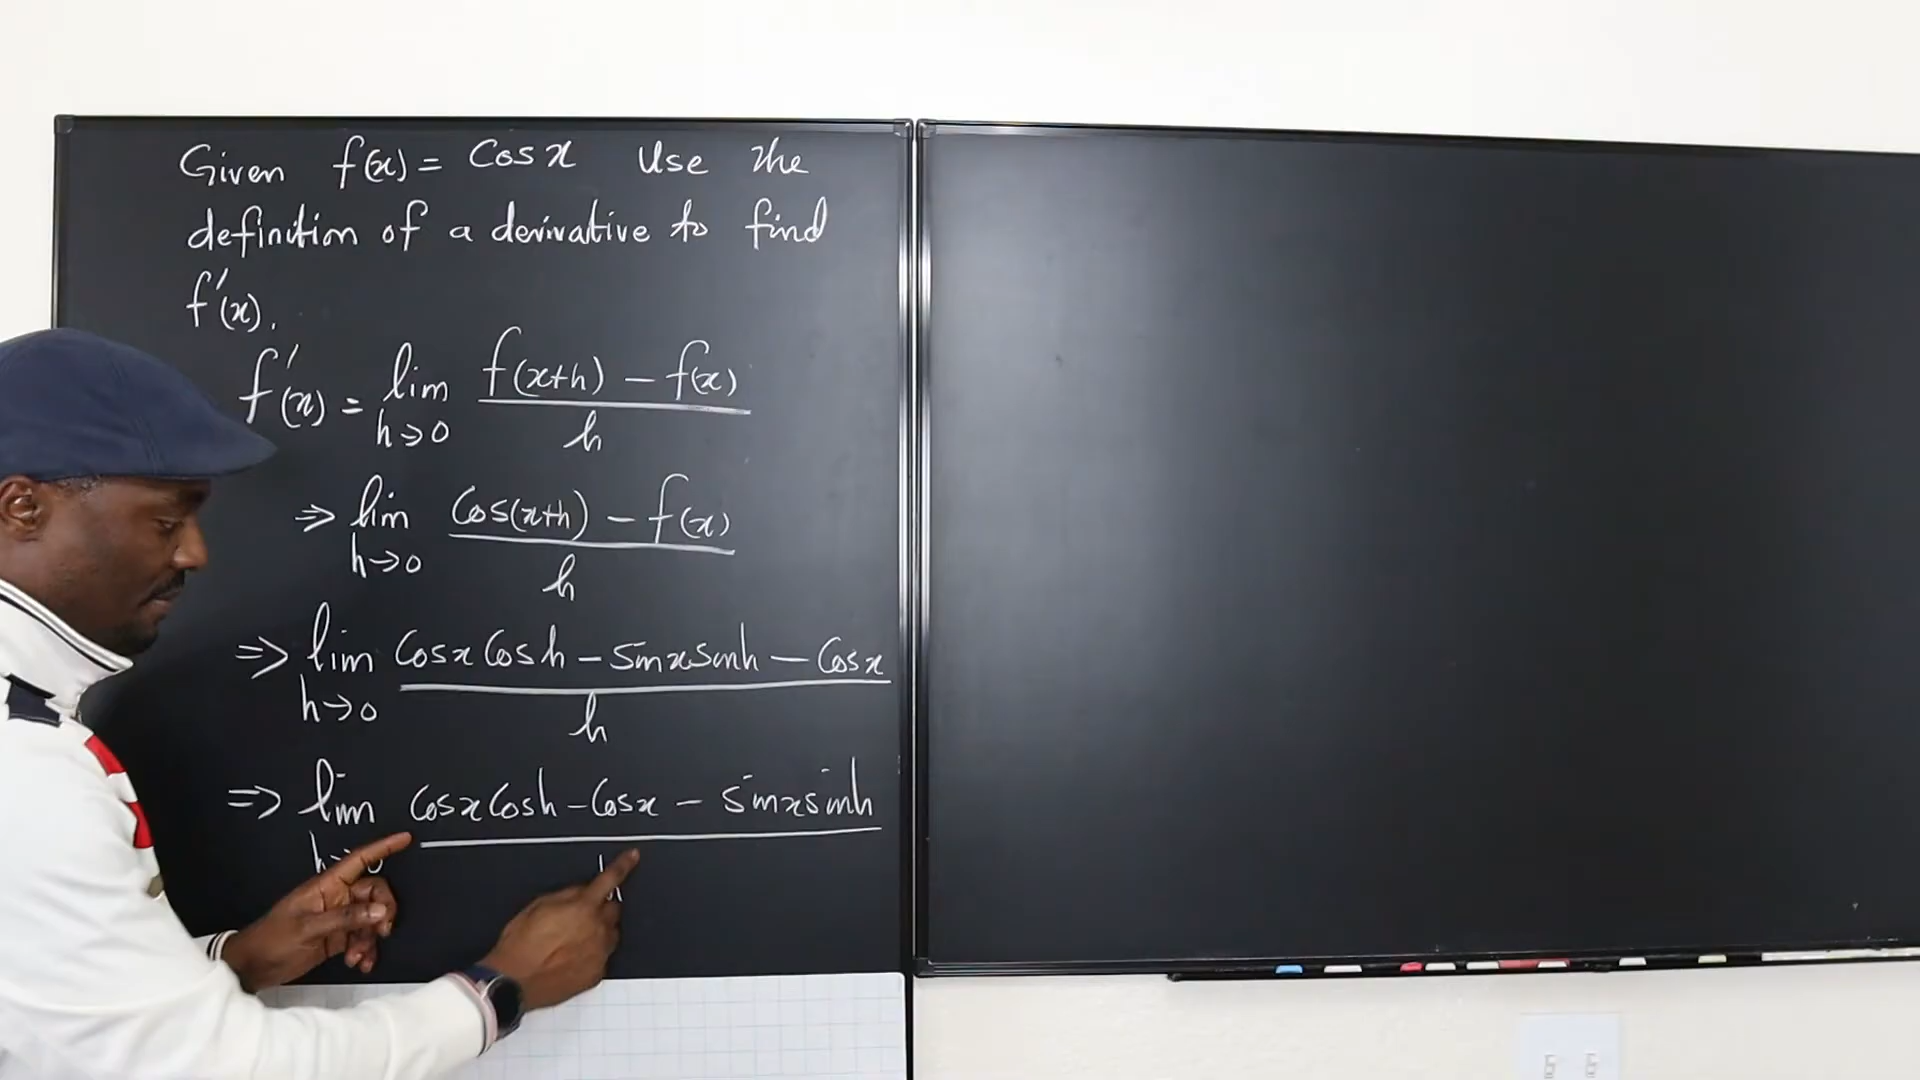 Given f(x) = Cos x Use the
definition of a derivative to find
f'(x).
f'(x) = lim h→0 f(x+h) − f(x) / h
⇒ lim h→0 Cos(x+h) − f(x) / h
⇒ lim h→0 Cosx Cosh − Sinx Sinh − Cosx / h
⇒ lim h→0 Cosx Cosh − Cosx − Sinx Sinh / h